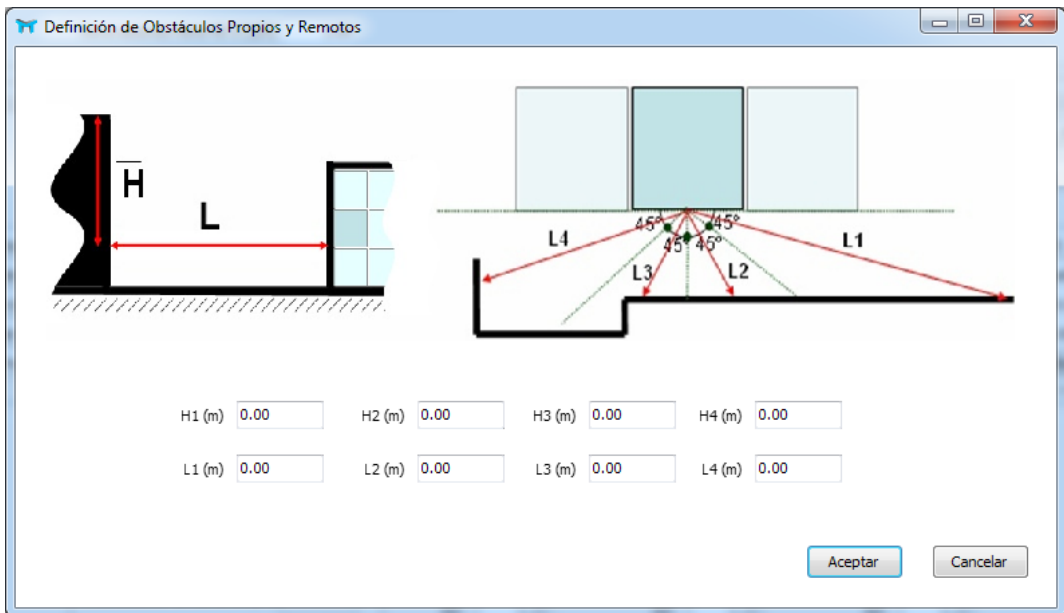 Definición de Obstáculos Propios y Remotos
H
L
45° 45°
45° 45°
L4
L3
L2
L1
H1 (m) 0.00 H2 (m) 0.00 H3 (m) 0.00 H4 (m) 0.00
L1 (m) 0.00 L2 (m) 0.00 L3 (m) 0.00 L4 (m) 0.00
Aceptar Cancelar